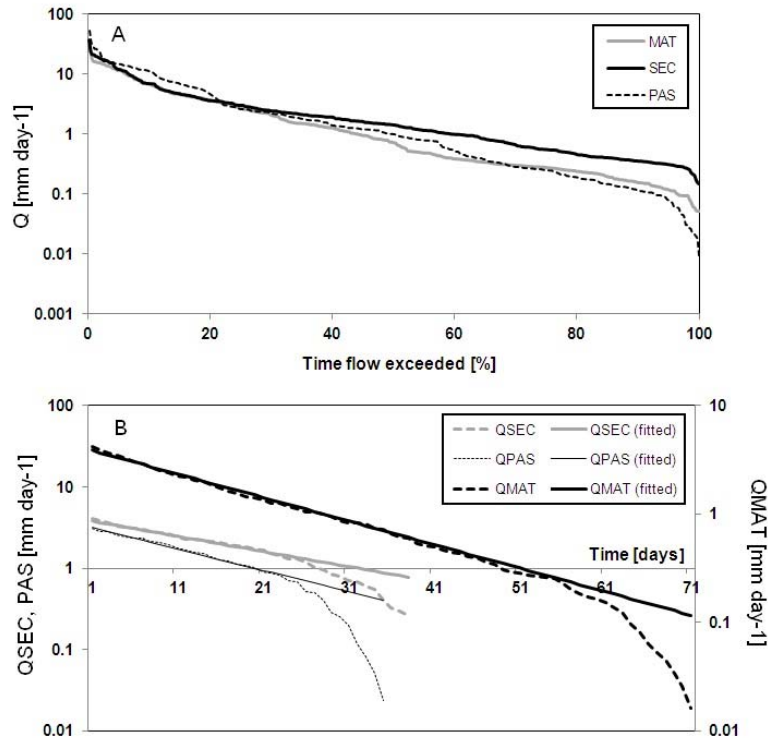 A
MAT
SEC
PAS
100
10
1
0.1
0.01
0.001
Q [mm day-1]
0 20 40 60 80 100
Time flow exceeded [%]
B
QSEC QSEC (fitted)
QPAS QPAS (fitted)
QMAT QMAT (fitted)
100
10
1
0.1
0.01
QSEC, PAS [mm day-1]
Time [days]
1 11 21 31 41 51 61 71
10
1
0.1
0.01
QMAT [mm day-1]